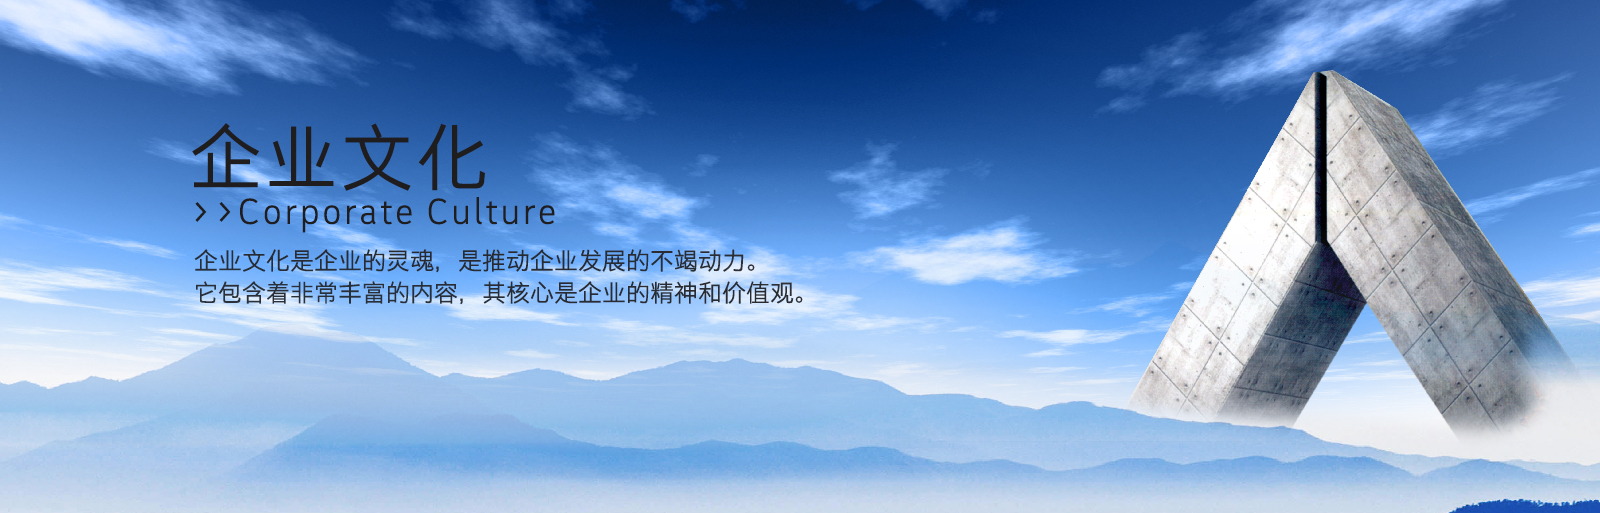 企业文化
>>Corporate Culture
企业文化是企业的灵魂，是推动企业发展的不竭动力。
它包含着非常丰富的内容，其核心是企业的精神和价值观。